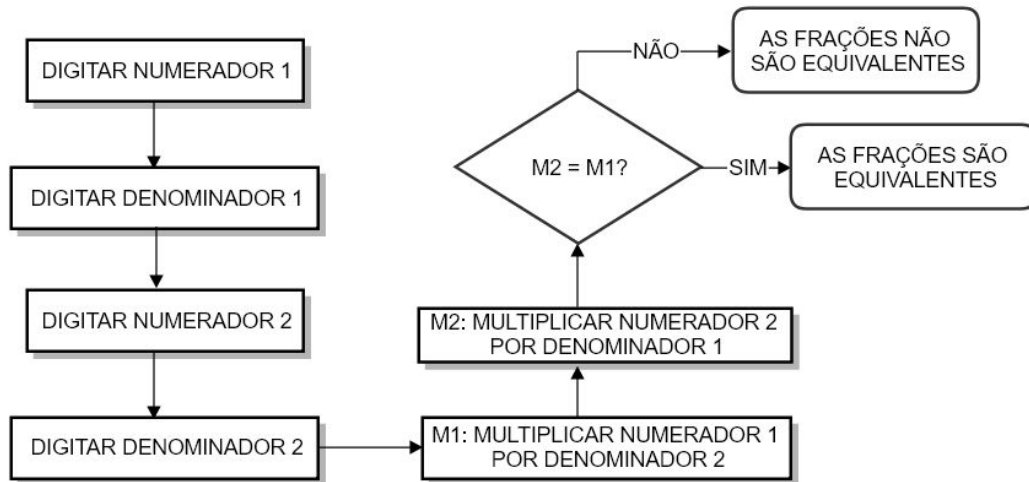 DIGITAR NUMERADOR 1
DIGITAR DENOMINADOR 1
DIGITAR NUMERADOR 2
DIGITAR DENOMINADOR 2
M1: MULTIPLICAR NUMERADOR 1
POR DENOMINADOR 2
M2: MULTIPLICAR NUMERADOR 2
POR DENOMINADOR 1
M2 = M1?
NÃO
AS FRAÇÕES NÃO
SÃO EQUIVALENTES
SIM
AS FRAÇÕES SÃO
EQUIVALENTES